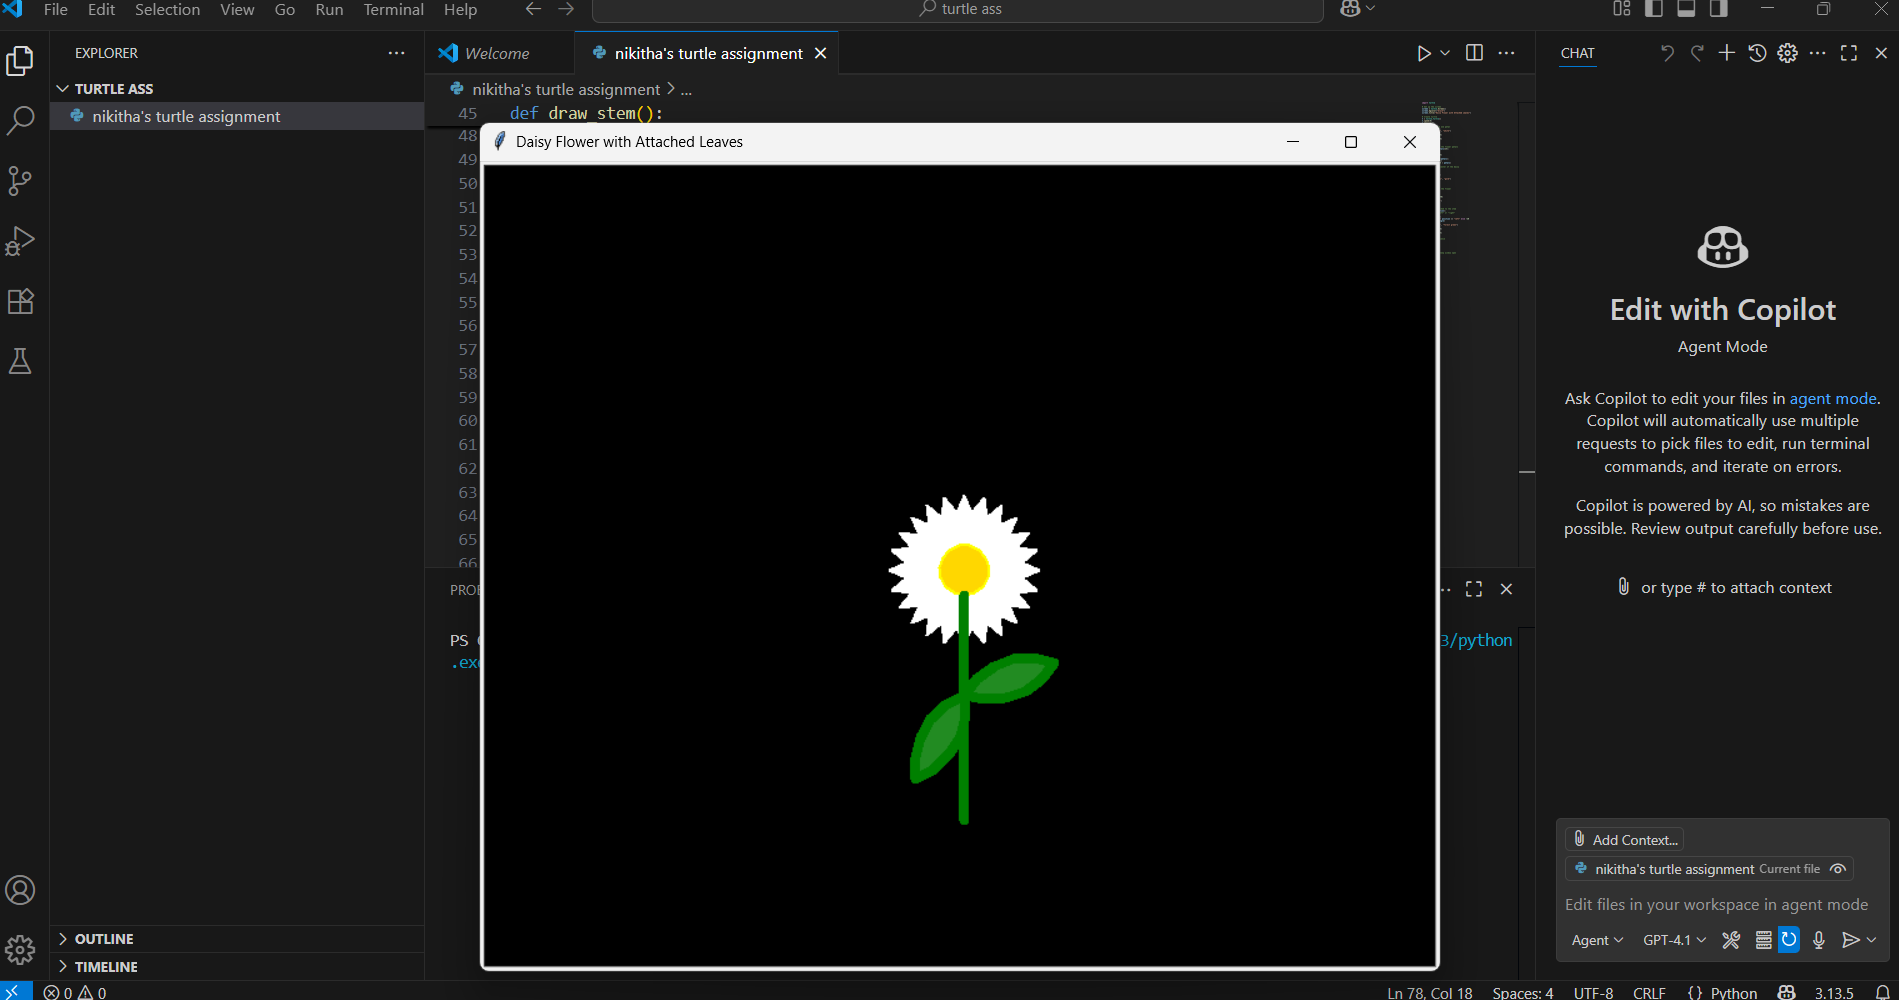 File Edit Selection View Go Run Terminal Help
turtle ass
EXPLORER
TURTLE ASS
nikitha's turtle assignment
OUTLINE
TIMELINE
Welcome
nikitha's turtle assignment
nikitha's turtle assignment > ...
45 def draw_stem():
48
49
50
51
52
53
54
55
56
57
58
59
60
61
62
63
64
65
66
Daisy Flower with Attached Leaves
PROB
PS C
3/python
.exe
CHAT
Edit with Copilot
Agent Mode
Ask Copilot to edit your files in agent mode.
Copilot will automatically use multiple
requests to pick files to edit, run terminal
commands, and iterate on errors.
Copilot is powered by AI, so mistakes are
possible. Review output carefully before use.
or type # to attach context
Add Context...
nikitha's turtle assignment Current file
Edit files in your workspace in agent mode
Agent GPT-4.1
0 0
Ln 78, Col 18 Spaces: 4 UTF-8 CRLF {} Python 3.13.5